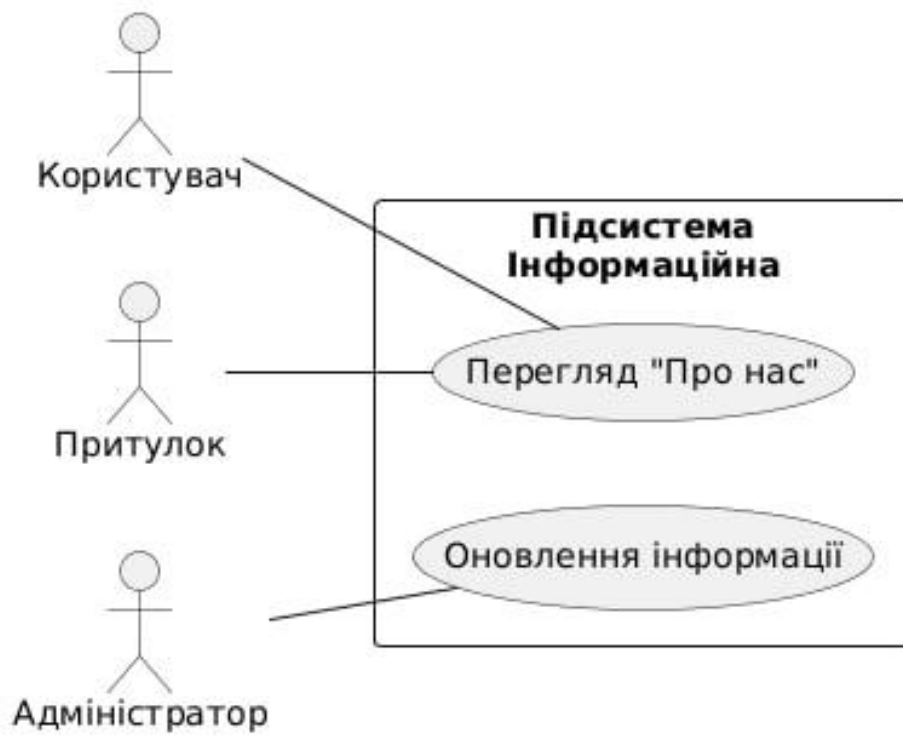 Користувач
Підсистема
Інформаційна
Перегляд "Про нас"
Притулок
Оновлення інформації
Адміністратор